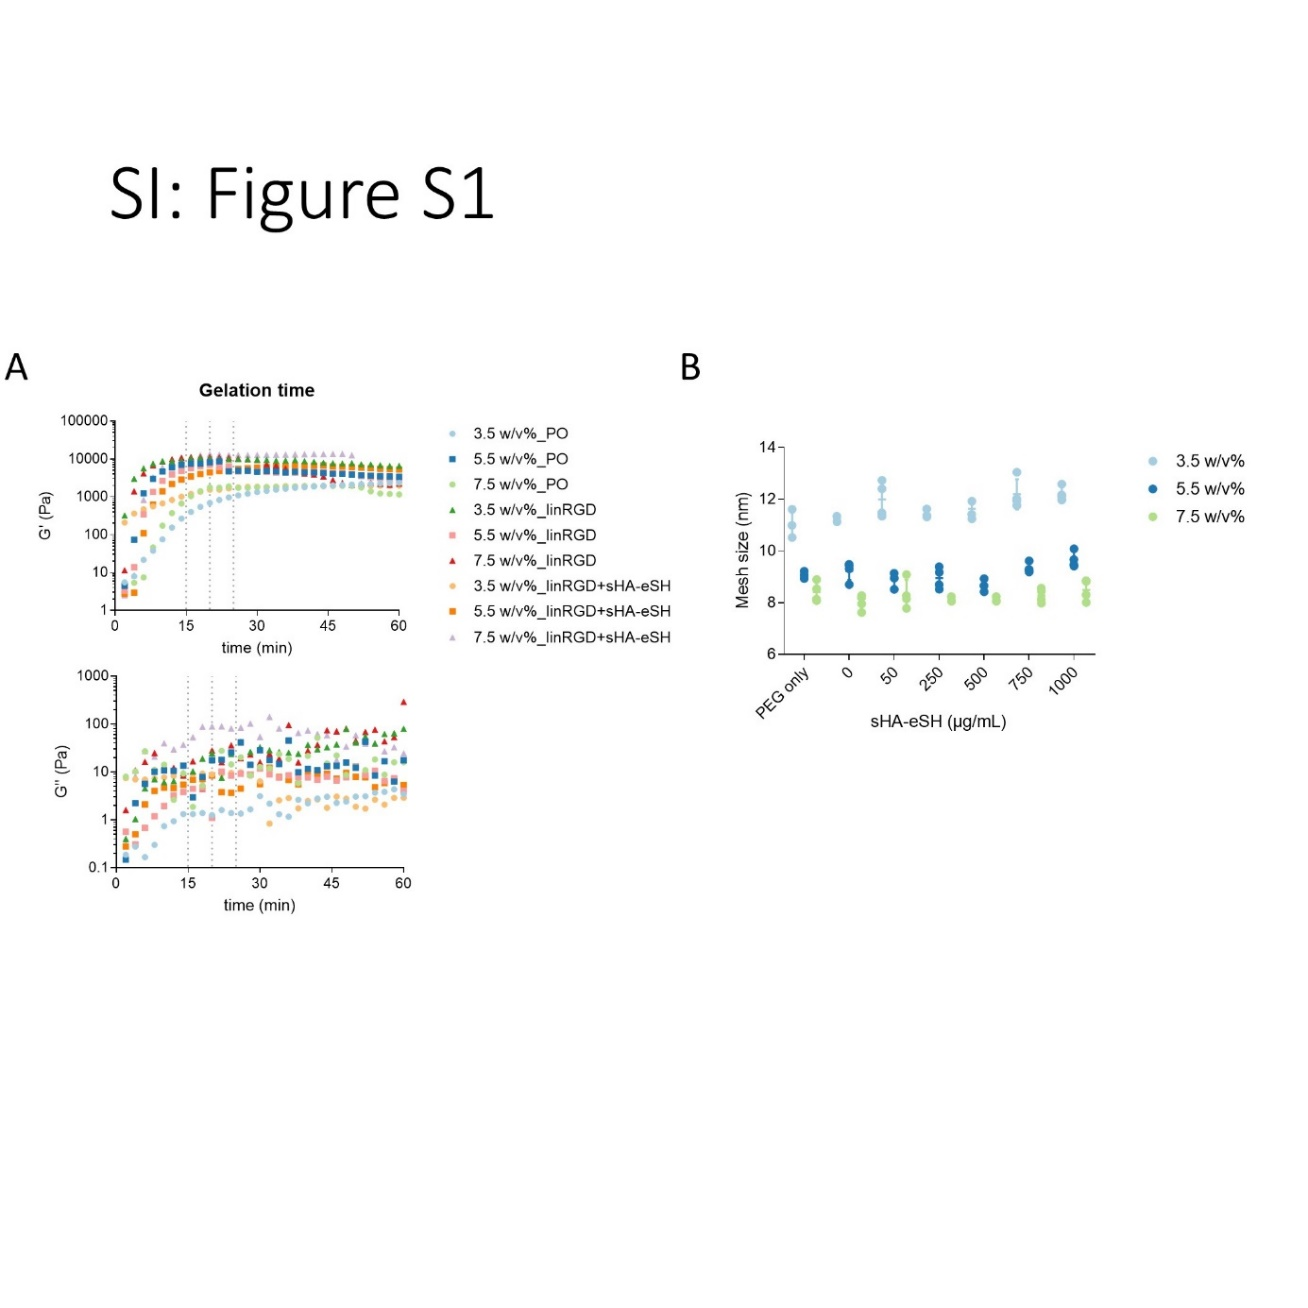 SI: Figure S1
A
Gelation time
100000
10000
1000
100
10
1
G' (Pa)
0 15 30 45 60
time (min)
3.5 w/v%_PO
5.5 w/v%_PO
7.5 w/v%_PO
3.5 w/v%_linRGD
5.5 w/v%_linRGD
7.5 w/v%_linRGD
3.5 w/v%_linRGD+sHA-eSH
5.5 w/v%_linRGD+sHA-eSH
7.5 w/v%_linRGD+sHA-eSH
1000
100
10
1
0.1
G'' (Pa)
0 15 30 45 60
time (min)
B
14
12
10
8
6
Mesh size (nm)
PEG only 0 50 250 500 750 1000
sHA-eSH (µg/mL)
3.5 w/v%
5.5 w/v%
7.5 w/v%